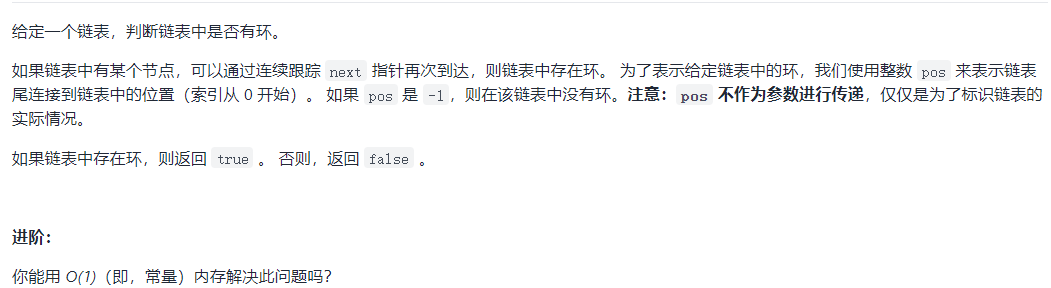 给定一个链表，判断链表中是否有环。
如果链表中有某个节点，可以通过连续跟踪 next 指针再次到达，则链表中存在环。 为了表示给定链表中的环，我们使用整数 pos 来表示链表
尾连接到链表中的位置（索引从 0 开始）。 如果 pos 是 -1，则在该链表中没有环。注意：pos 不作为参数进行传递，仅仅是为了标识链表的
实际情况。
如果链表中存在环，则返回 true 。 否则，返回 false 。
进阶：
你能用 O(1)（即，常量）内存解决此问题吗？